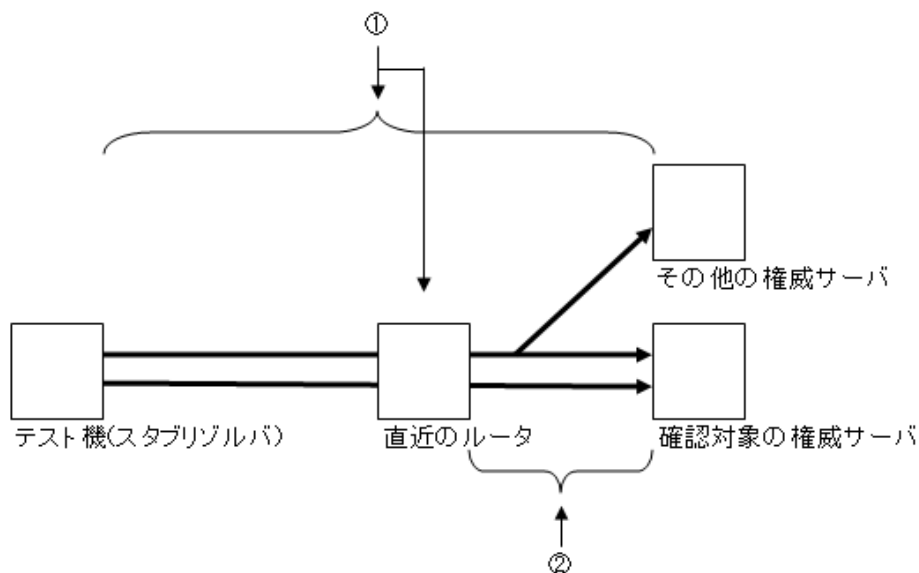 ①
その他の権威サーバ
テスト機(スタブリゾルバ)
直近のルータ
確認対象の権威サーバ
②